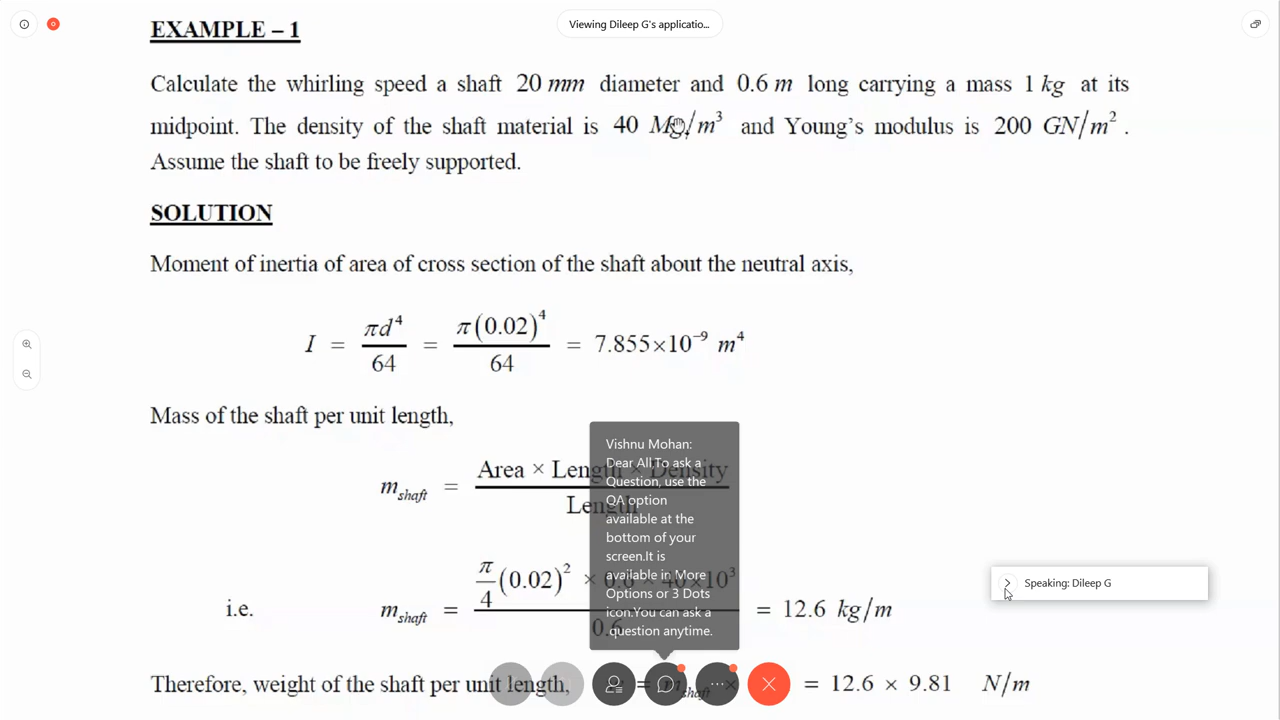 Viewing Dileep G's applicatio...
EXAMPLE – 1
Calculate the whirling speed a shaft 20 mm diameter and 0.6 m long carrying a mass 1 kg at its
midpoint. The density of the shaft material is 40 Mg/m³ and Young's modulus is 200 GN/m².
Assume the shaft to be freely supported.
SOLUTION
Moment of inertia of area of cross section of the shaft about the neutral axis,
I = πd⁴/64 = π(0.02)⁴/64 = 7.855×10⁻⁹ m⁴
Mass of the shaft per unit length,
m_shaft = Area × Length × Density / Length
i.e. m_shaft = π/4 (0.02)² × 0.6 × 40×10³ / 0.6 = 12.6 kg/m
Therefore, weight of the shaft per unit length, = m_shaft × = 12.6 × 9.81 N/m
Vishnu Mohan:
Dear All,To ask a
Question, use the
QA option
available at the
bottom of your
screen.It is
available in More
Options or 3 Dots
icon.You can ask a
question anytime.
Speaking: Dileep G